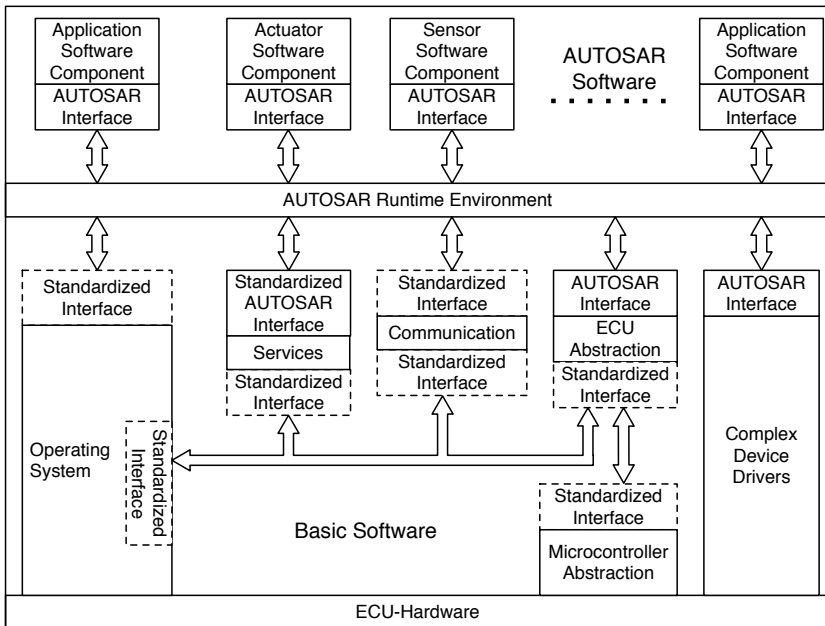 Application
Software
Component
AUTOSAR
Interface
Actuator
Software
Component
AUTOSAR
Interface
Sensor
Software
Component
AUTOSAR
Interface
AUTOSAR
Software
Application
Software
Component
AUTOSAR
Interface
AUTOSAR Runtime Environment
Standardized
Interface
Operating
System
Standardized
Interface
Standardized
AUTOSAR
Interface
Services
Standardized
Interface
Standardized
Interface
Communication
Standardized
Interface
AUTOSAR
Interface
ECU
Abstraction
Standardized
Interface
Standardized
Interface
Microcontroller
Abstraction
AUTOSAR
Interface
Complex
Device
Drivers
Basic Software
ECU-Hardware